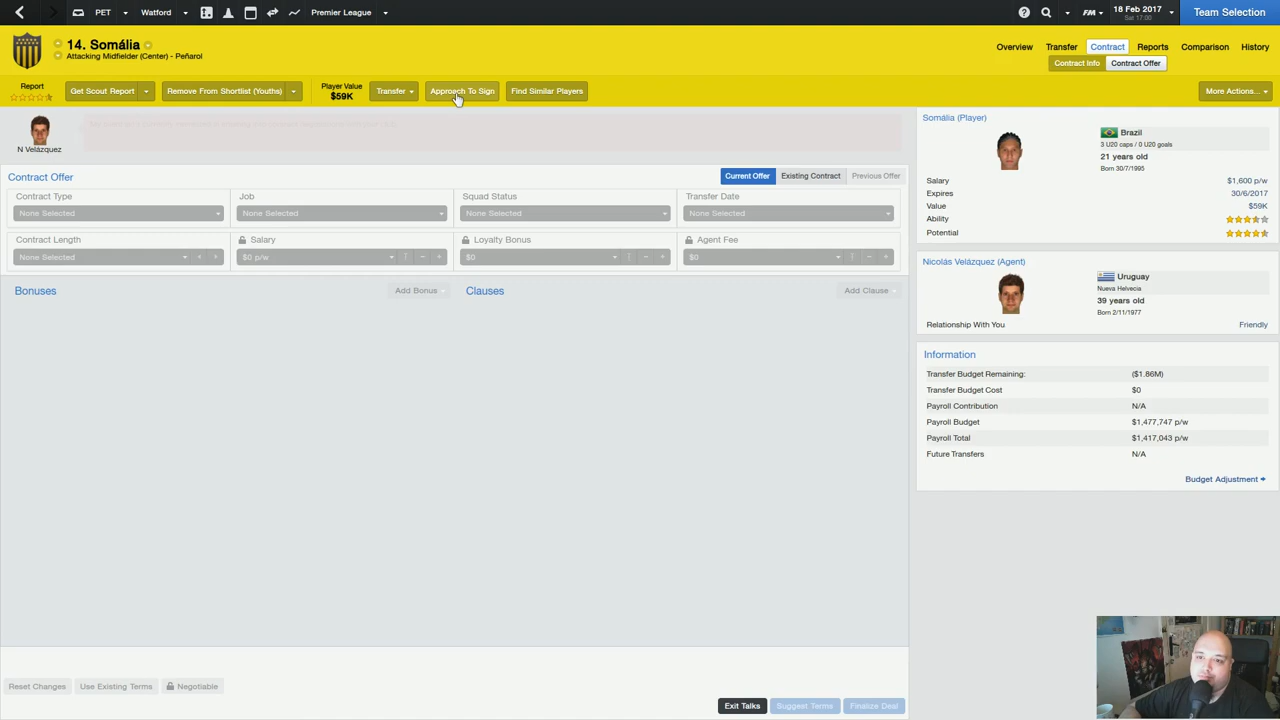 PET
Watford
Premier League
FM
18 Feb 2017
Sat 17:00
Team Selection
14. Somália
Attacking Midfielder (Center) - Peñarol
Overview
Transfer
Contract
Reports
Comparison
History
Contract Info
Contract Offer
Report
Get Scout Report
Remove From Shortlist (Youths)
Player Value
$59K
Transfer
Approach To Sign
Find Similar Players
More Actions...
N Velázquez
Contract Offer
Current Offer
Existing Contract
Previous Offer
Contract Type
Job
Squad Status
Transfer Date
None Selected
None Selected
None Selected
None Selected
Contract Length
Salary
Loyalty Bonus
Agent Fee
None Selected
$0 p/w
$0
$0
Bonuses
Add Bonus
Clauses
Add Clause
Somália (Player)
Brazil
3 U20 caps / 0 U20 goals
21 years old
Born 30/7/1995
Salary $1,600 p/w
Expires 30/6/2017
Value $59K
Ability
Potential
Nicolás Velázquez (Agent)
Uruguay
Nueva Helvecia
39 years old
Born 2/11/1977
Relationship With You Friendly
Information
Transfer Budget Remaining: ($1.86M)
Transfer Budget Cost $0
Payroll Contribution N/A
Payroll Budget $1,477,747 p/w
Payroll Total $1,417,043 p/w
Future Transfers N/A
Budget Adjustment
Reset Changes
Use Existing Terms
Negotiable
Exit Talks
Suggest Terms
Finalize Deal